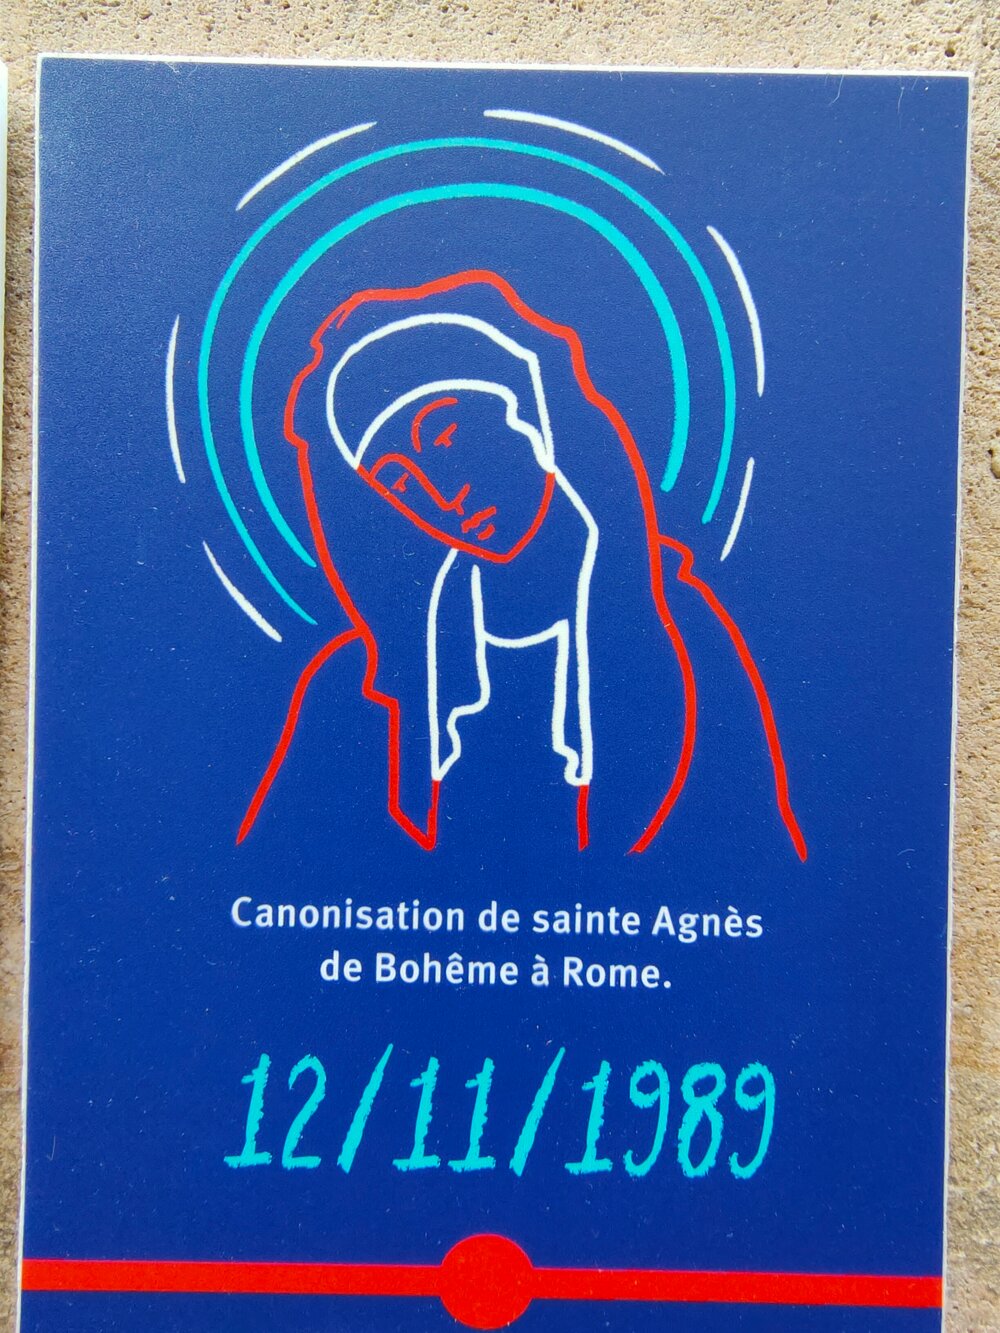 Canonisation de sainte Agnès
de Bohême à Rome.
12/11/1989